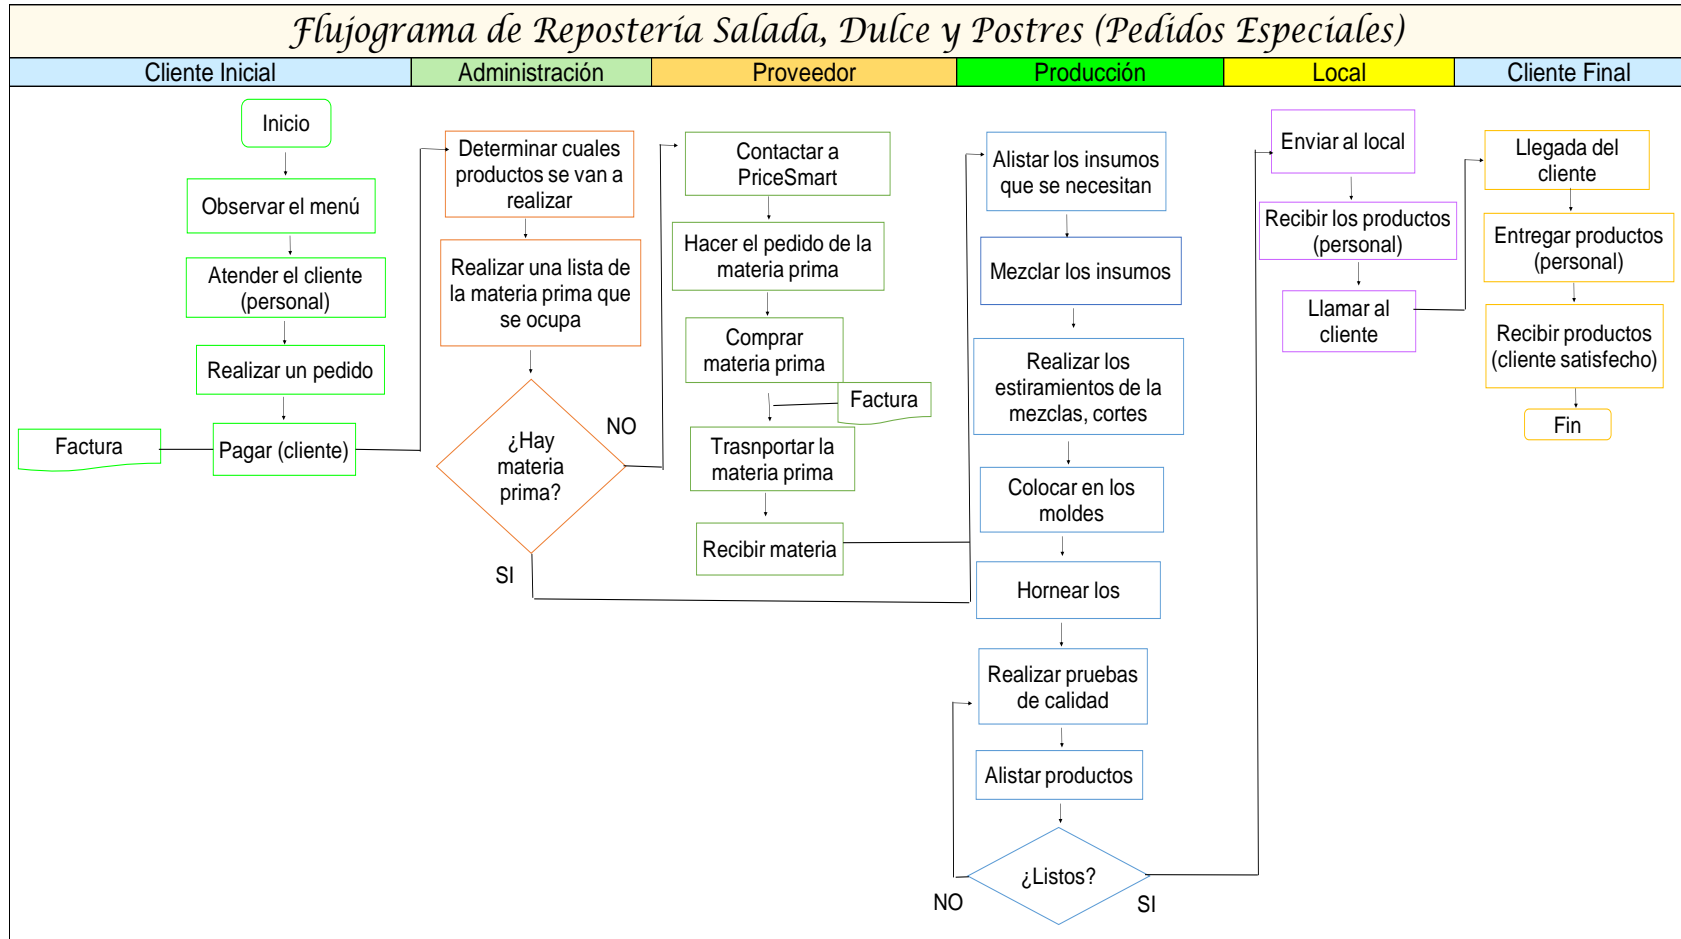 Flujograma de Repostería Salada, Dulce y Postres (Pedidos Especiales)
Cliente Inicial
Administración
Proveedor
Producción
Local
Cliente Final
Inicio
Observar el menú
Atender el cliente
(personal)
Realizar un pedido
Pagar (cliente)
Factura
Determinar cuales
productos se van a
realizar
Realizar una lista de
la materia prima que
se ocupa
¿Hay
materia
prima?
NO
SI
Contactar a
PriceSmart
Hacer el pedido de la
materia prima
Comprar
materia prima
Factura
Trasnportar la
materia prima
Recibir materia
Alistar los insumos
que se necesitan
Mezclar los insumos
Realizar los
estiramientos de la
mezclas, cortes
Colocar en los
moldes
Hornear los
Realizar pruebas
de calidad
Alistar productos
¿Listos?
NO
SI
Enviar al local
Recibir los productos
(personal)
Llamar al
cliente
Llegada del
cliente
Entregar productos
(personal)
Recibir productos
(cliente satisfecho)
Fin